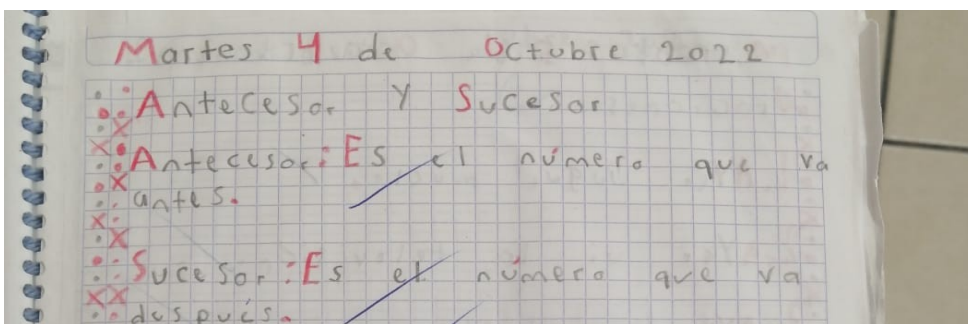 Martes 4 de Octubre 2022
Antecesor y Sucesor
Antecesor: Es el número que va
antes.
Sucesor: Es el número que va
después.